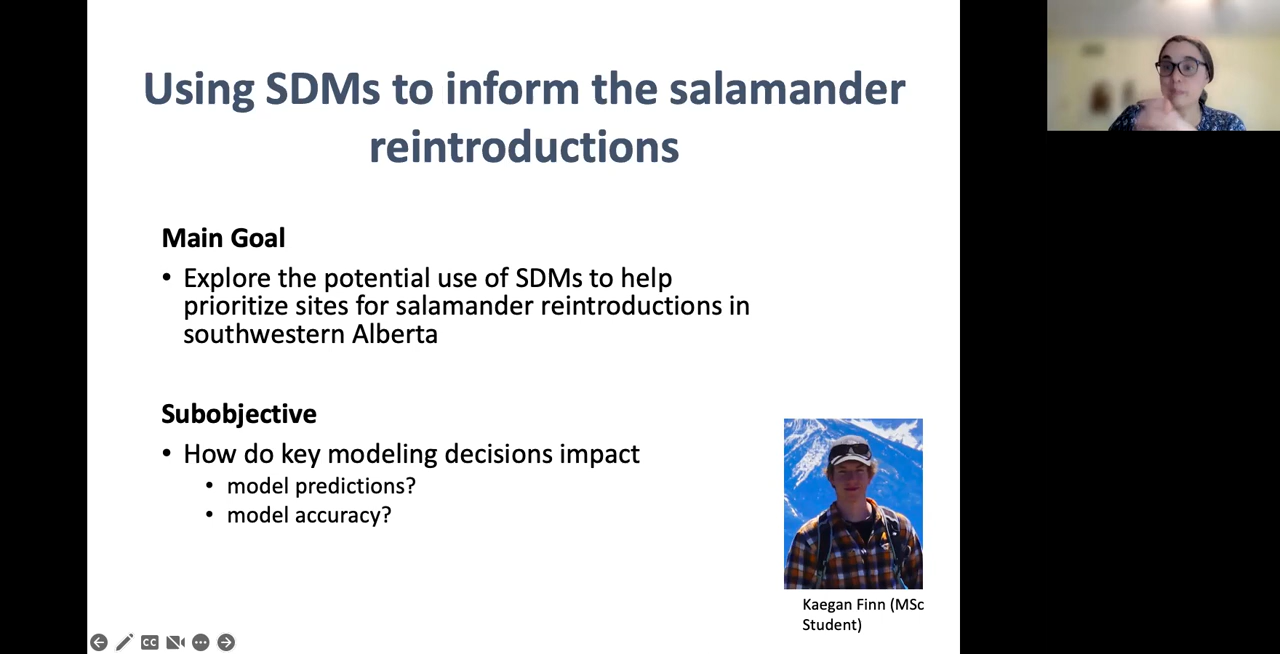 Using SDMs to inform the salamander
reintroductions
Main Goal
• Explore the potential use of SDMs to help
prioritize sites for salamander reintroductions in
southwestern Alberta
Subobjective
• How do key modeling decisions impact
• model predictions?
• model accuracy?
Kaegan Finn (MSc
Student)
CC